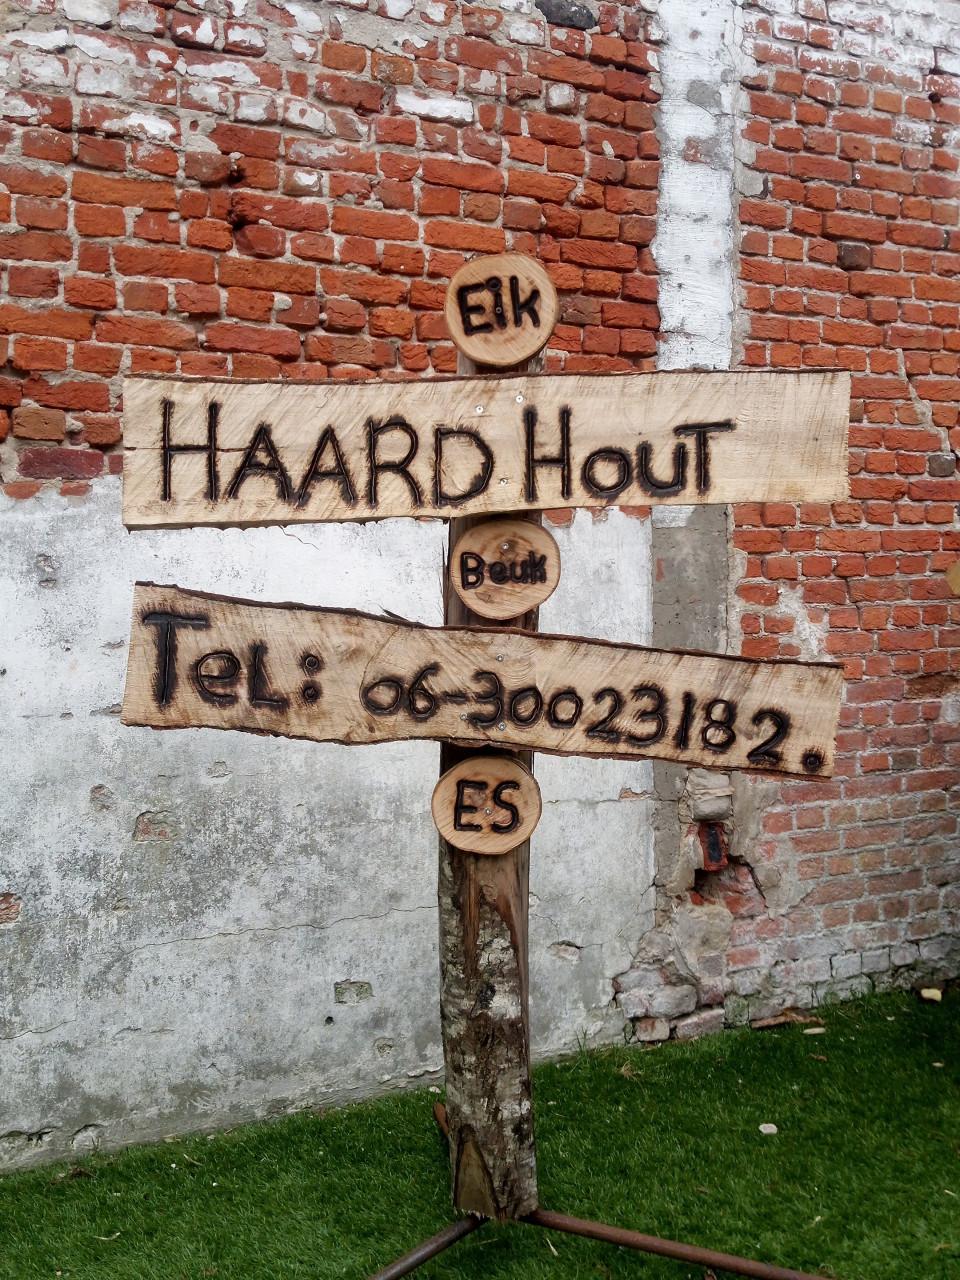 Eik
HAARD HouT
Beuk
TeL: 06-30023182.
ES